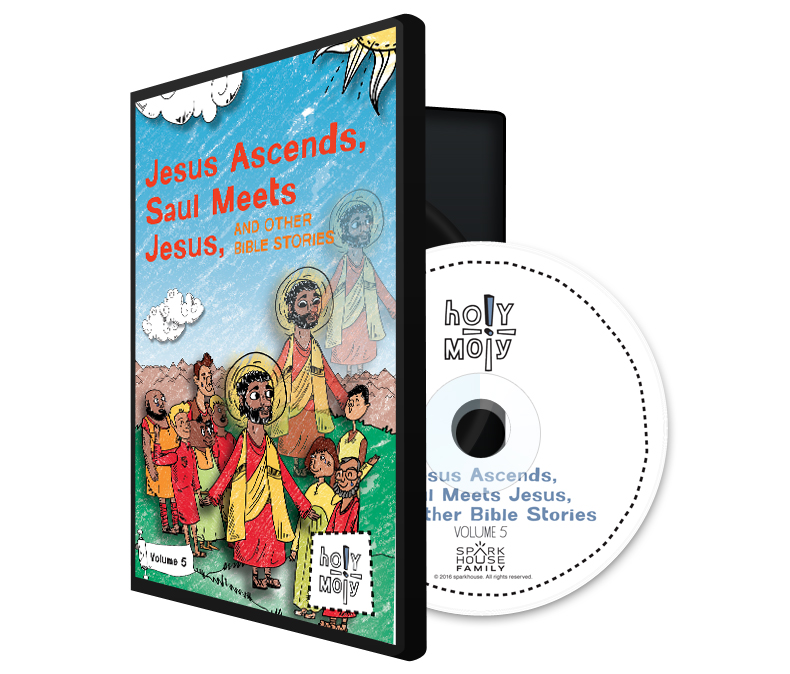 Jesus Ascends,
Saul Meets
Jesus, AND OTHER
BIBLE STORIES
Volume 5
holy
moly
holy
moly
sus Ascends,
l Meets Jesus,
ther Bible Stories
VOLUME 5
SPARK
HOUSE
FAMILY
© 2016 sparkhouse. All rights reserved.